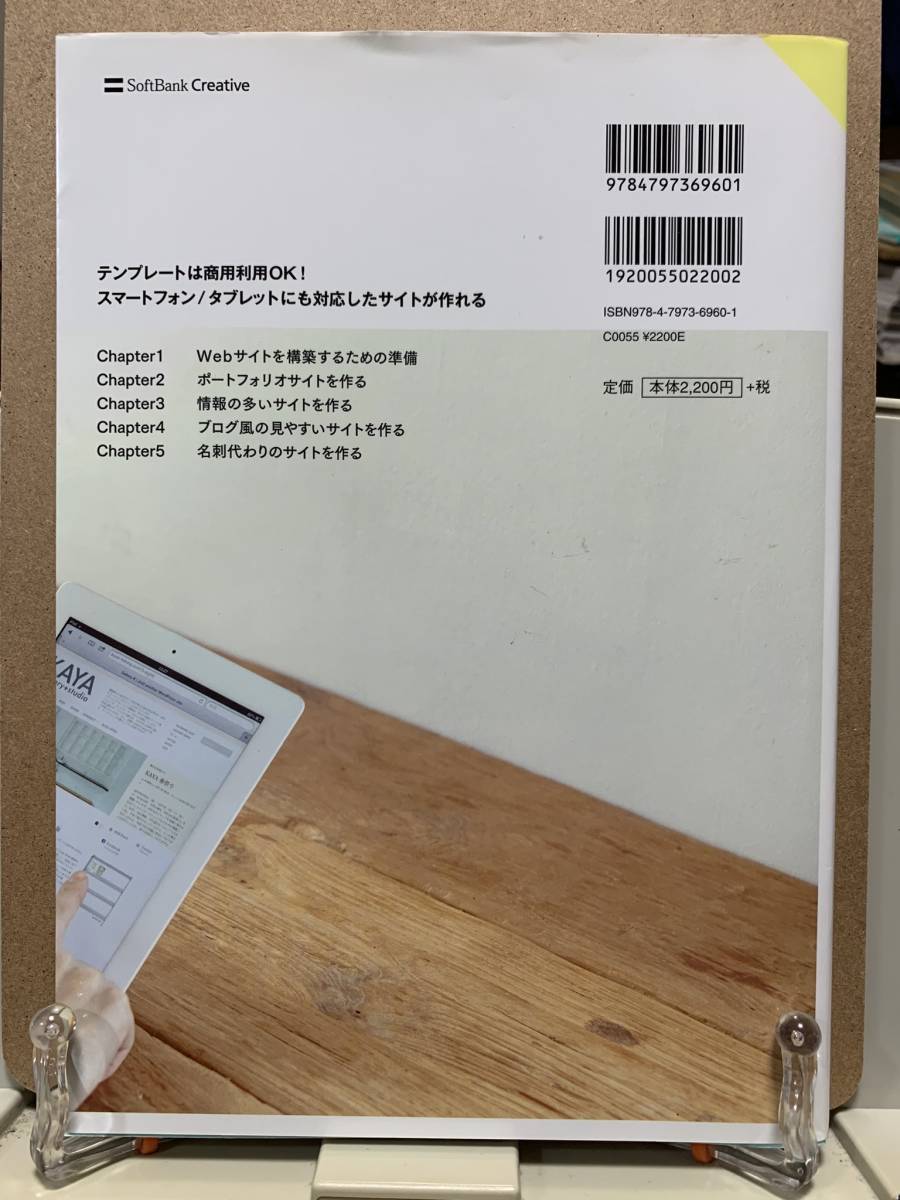 SoftBank Creative
9784797369601
1920055022002
テンプレートは商用利用OK!
スマートフォン/タブレットにも対応したサイトが作れる
ISBN978-4-7973-6960-1
C0055 ¥2200E
Chapter1 Webサイトを構築するための準備
Chapter2 ポートフォリオサイトを作る
Chapter3 情報の多いサイトを作る
Chapter4 ブログ風の見やすいサイトを作る
Chapter5 名刺代わりのサイトを作る
定価 本体2,200円 +税
KAYA